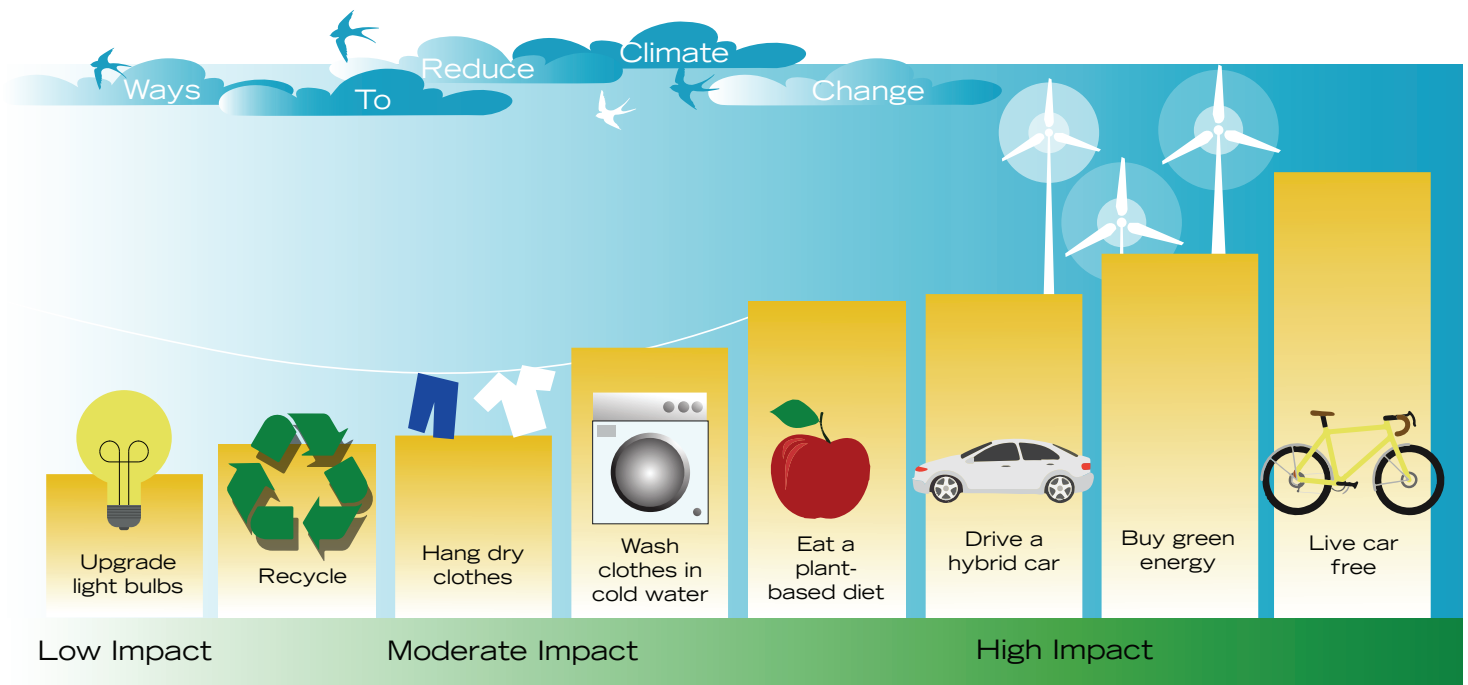 Ways
To
Reduce
Climate
Change
Upgrade
light bulbs
Recycle
Hang dry
clothes
Wash
clothes in
cold water
Eat a
plant-
based diet
Drive a
hybrid car
Buy green
energy
Live car
free
Low Impact
Moderate Impact
High Impact